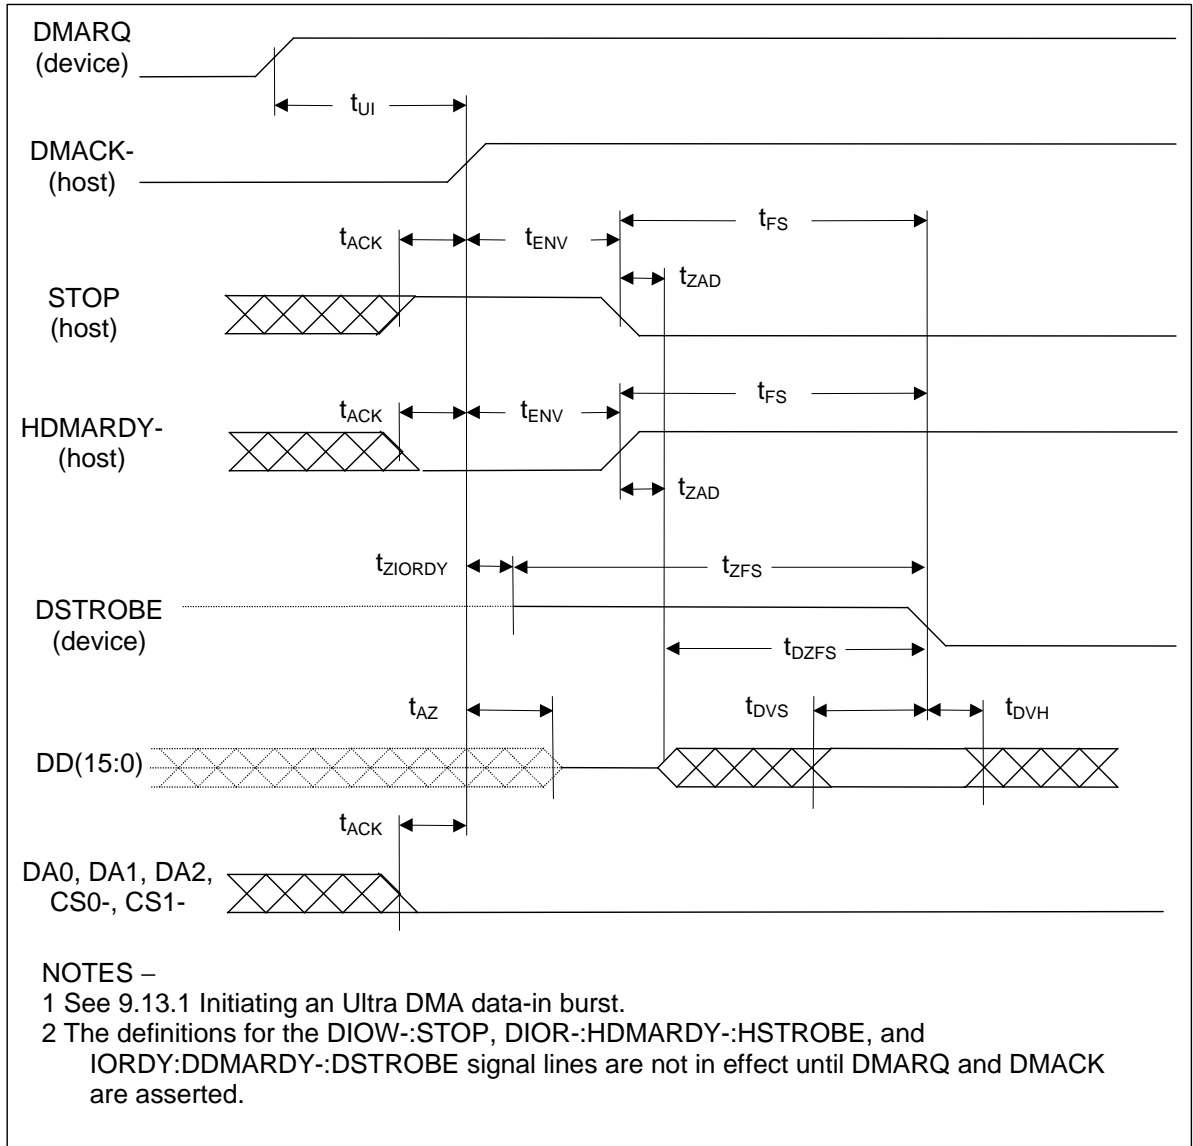 DMARQ
(device)
tUI
DMACK-
(host)
tFS
tACK
tENV
tZAD
STOP
(host)
tFS
tACK
tENV
HDMARDY-
(host)
tZAD
tZIORDY
tZFS
DSTROBE
(device)
tDZFS
tAZ
tDVS
tDVH
DD(15:0)
tACK
DA0, DA1, DA2,
CS0-, CS1-
NOTES –
1 See 9.13.1 Initiating an Ultra DMA data-in burst.
2 The definitions for the DIOW-:STOP, DIOR-:HDMARDY-:HSTROBE, and
IORDY:DDMARDY-:DSTROBE signal lines are not in effect until DMARQ and DMACK
are asserted.